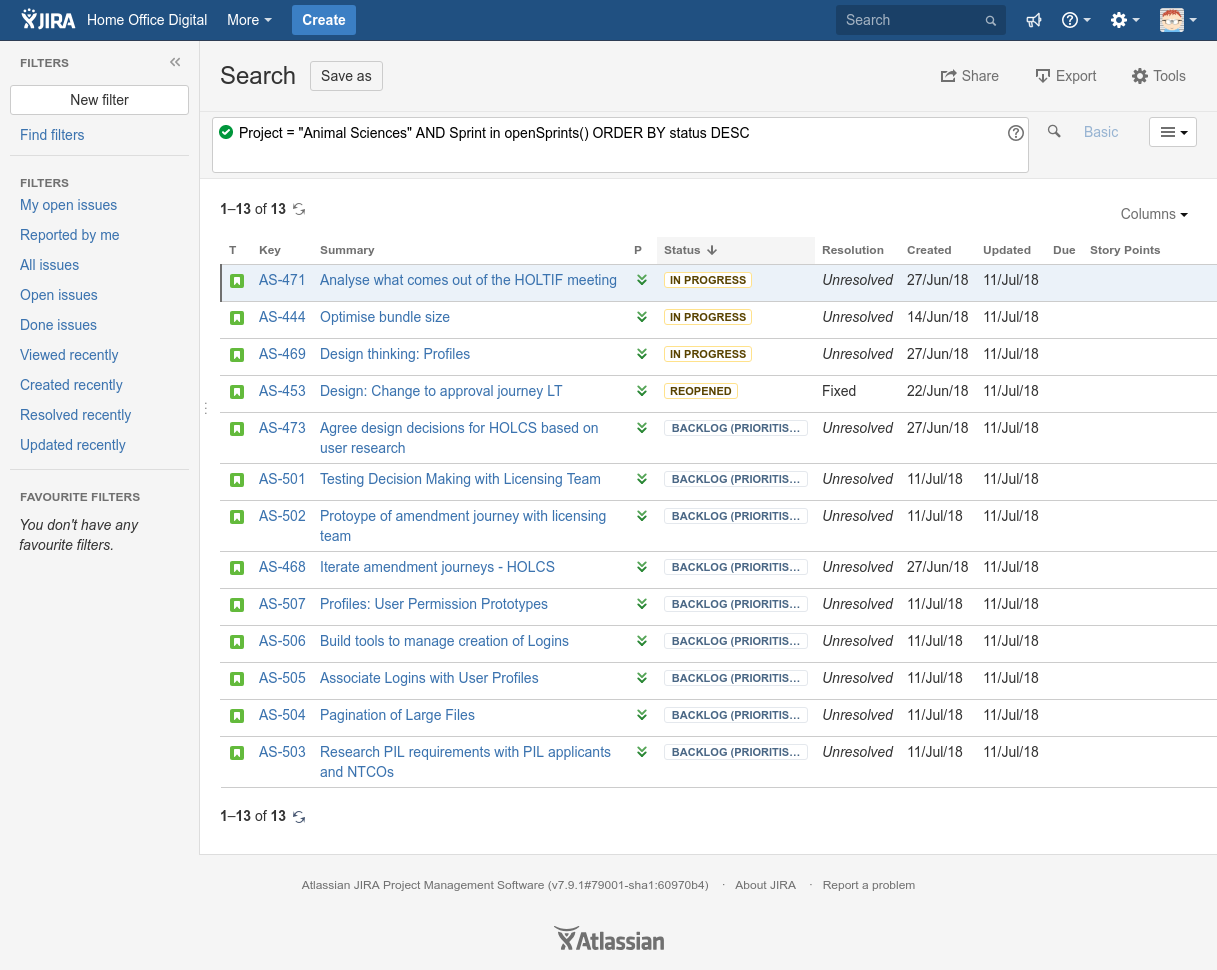 JIRA Home Office Digital More Create Search
FILTERS
New filter
Find filters
FILTERS
My open issues
Reported by me
All issues
Open issues
Done issues
Viewed recently
Created recently
Resolved recently
Updated recently
FAVOURITE FILTERS
You don't have any
favourite filters.
Search Save as Share Export Tools
Project = "Animal Sciences" AND Sprint in openSprints() ORDER BY status DESC Basic
1–13 of 13
Columns
T Key Summary P Status Resolution Created Updated Due Story Points
AS-471 Analyse what comes out of the HOLTIF meeting IN PROGRESS Unresolved 27/Jun/18 11/Jul/18
AS-444 Optimise bundle size IN PROGRESS Unresolved 14/Jun/18 11/Jul/18
AS-469 Design thinking: Profiles IN PROGRESS Unresolved 27/Jun/18 11/Jul/18
AS-453 Design: Change to approval journey LT REOPENED Fixed 22/Jun/18 11/Jul/18
AS-473 Agree design decisions for HOLCS based on BACKLOG (PRIORITIS… Unresolved 27/Jun/18 11/Jul/18
user research
AS-501 Testing Decision Making with Licensing Team BACKLOG (PRIORITIS… Unresolved 11/Jul/18 11/Jul/18
AS-502 Protoype of amendment journey with licensing BACKLOG (PRIORITIS… Unresolved 11/Jul/18 11/Jul/18
team
AS-468 Iterate amendment journeys - HOLCS BACKLOG (PRIORITIS… Unresolved 27/Jun/18 11/Jul/18
AS-507 Profiles: User Permission Prototypes BACKLOG (PRIORITIS… Unresolved 11/Jul/18 11/Jul/18
AS-506 Build tools to manage creation of Logins BACKLOG (PRIORITIS… Unresolved 11/Jul/18 11/Jul/18
AS-505 Associate Logins with User Profiles BACKLOG (PRIORITIS… Unresolved 11/Jul/18 11/Jul/18
AS-504 Pagination of Large Files BACKLOG (PRIORITIS… Unresolved 11/Jul/18 11/Jul/18
AS-503 Research PIL requirements with PIL applicants BACKLOG (PRIORITIS… Unresolved 11/Jul/18 11/Jul/18
and NTCOs
1–13 of 13
Atlassian JIRA Project Management Software (v7.9.1#79001-sha1:60970b4) · About JIRA · Report a problem
Atlassian